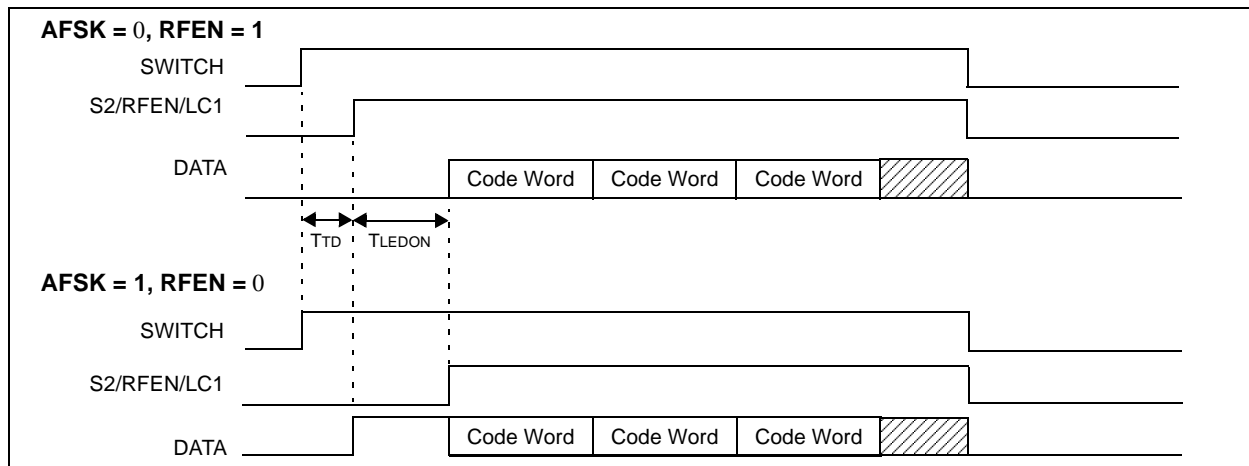 AFSK = 0, RFEN = 1
SWITCH
S2/RFEN/LC1
DATA
Code Word Code Word Code Word
TTD TLEDON
AFSK = 1, RFEN = 0
SWITCH
S2/RFEN/LC1
DATA
Code Word Code Word Code Word